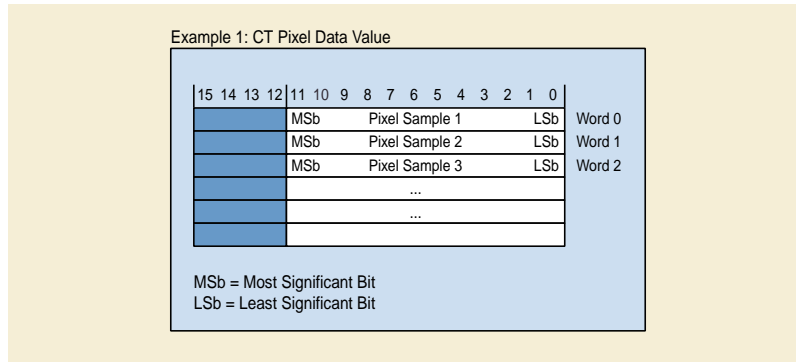 Example 1: CT Pixel Data Value
15 14 13 12 11 10 9 8 7 6 5 4 3 2 1 0
MSb Pixel Sample 1 LSb Word 0
MSb Pixel Sample 2 LSb Word 1
MSb Pixel Sample 3 LSb Word 2
...
...
MSb = Most Significant Bit
LSb = Least Significant Bit